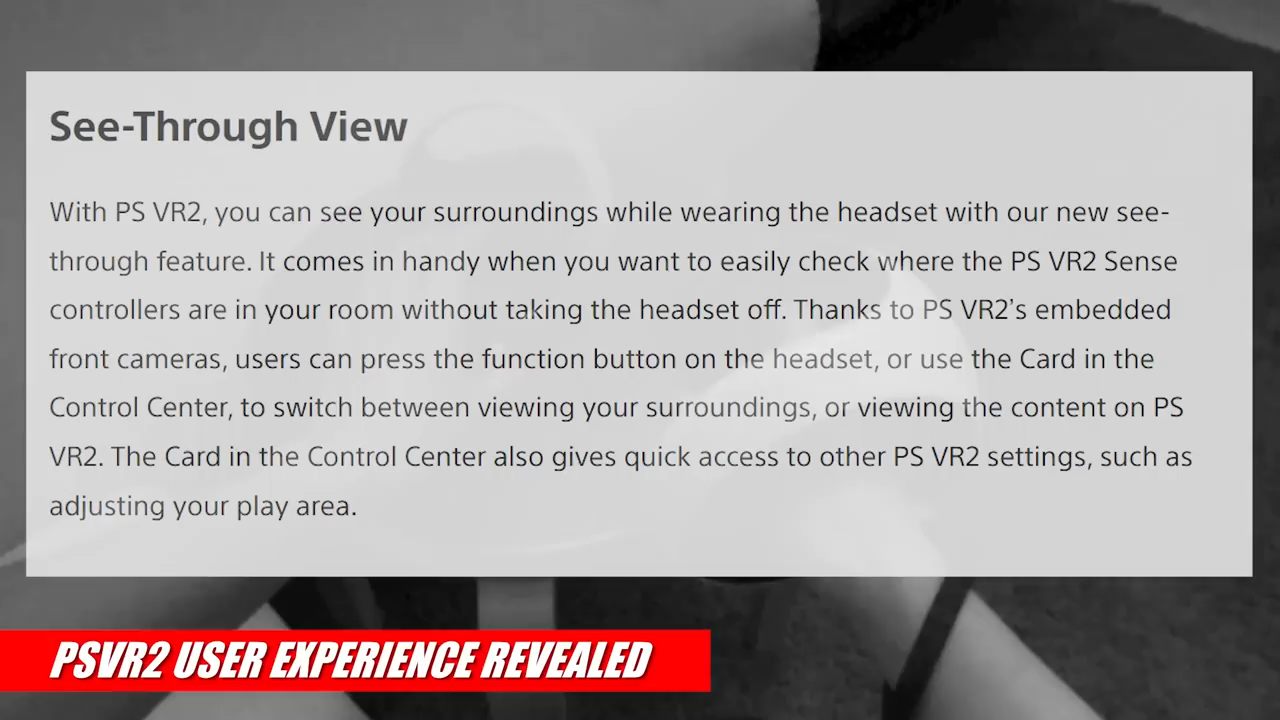 See-Through View
With PS VR2, you can see your surroundings while wearing the headset with our new see-
through feature. It comes in handy when you want to easily check where the PS VR2 Sense
controllers are in your room without taking the headset off. Thanks to PS VR2’s embedded
front cameras, users can press the function button on the headset, or use the Card in the
Control Center, to switch between viewing your surroundings, or viewing the content on PS
VR2. The Card in the Control Center also gives quick access to other PS VR2 settings, such as
adjusting your play area.
PSVR2 USER EXPERIENCE REVEALED